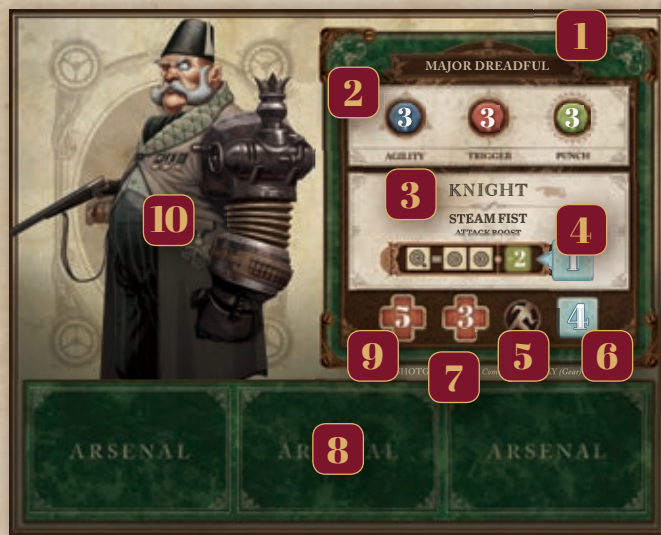 1
MAJOR DREADFUL
2
3 3 3
AGILITY TRIGGER PUNCH
3 KNIGHT
10
STEAM FIST
4
ATTACK BOOST
2 1
5 3 4
9 7 5 6
(Gear)
ARSENAL ARSENAL
8